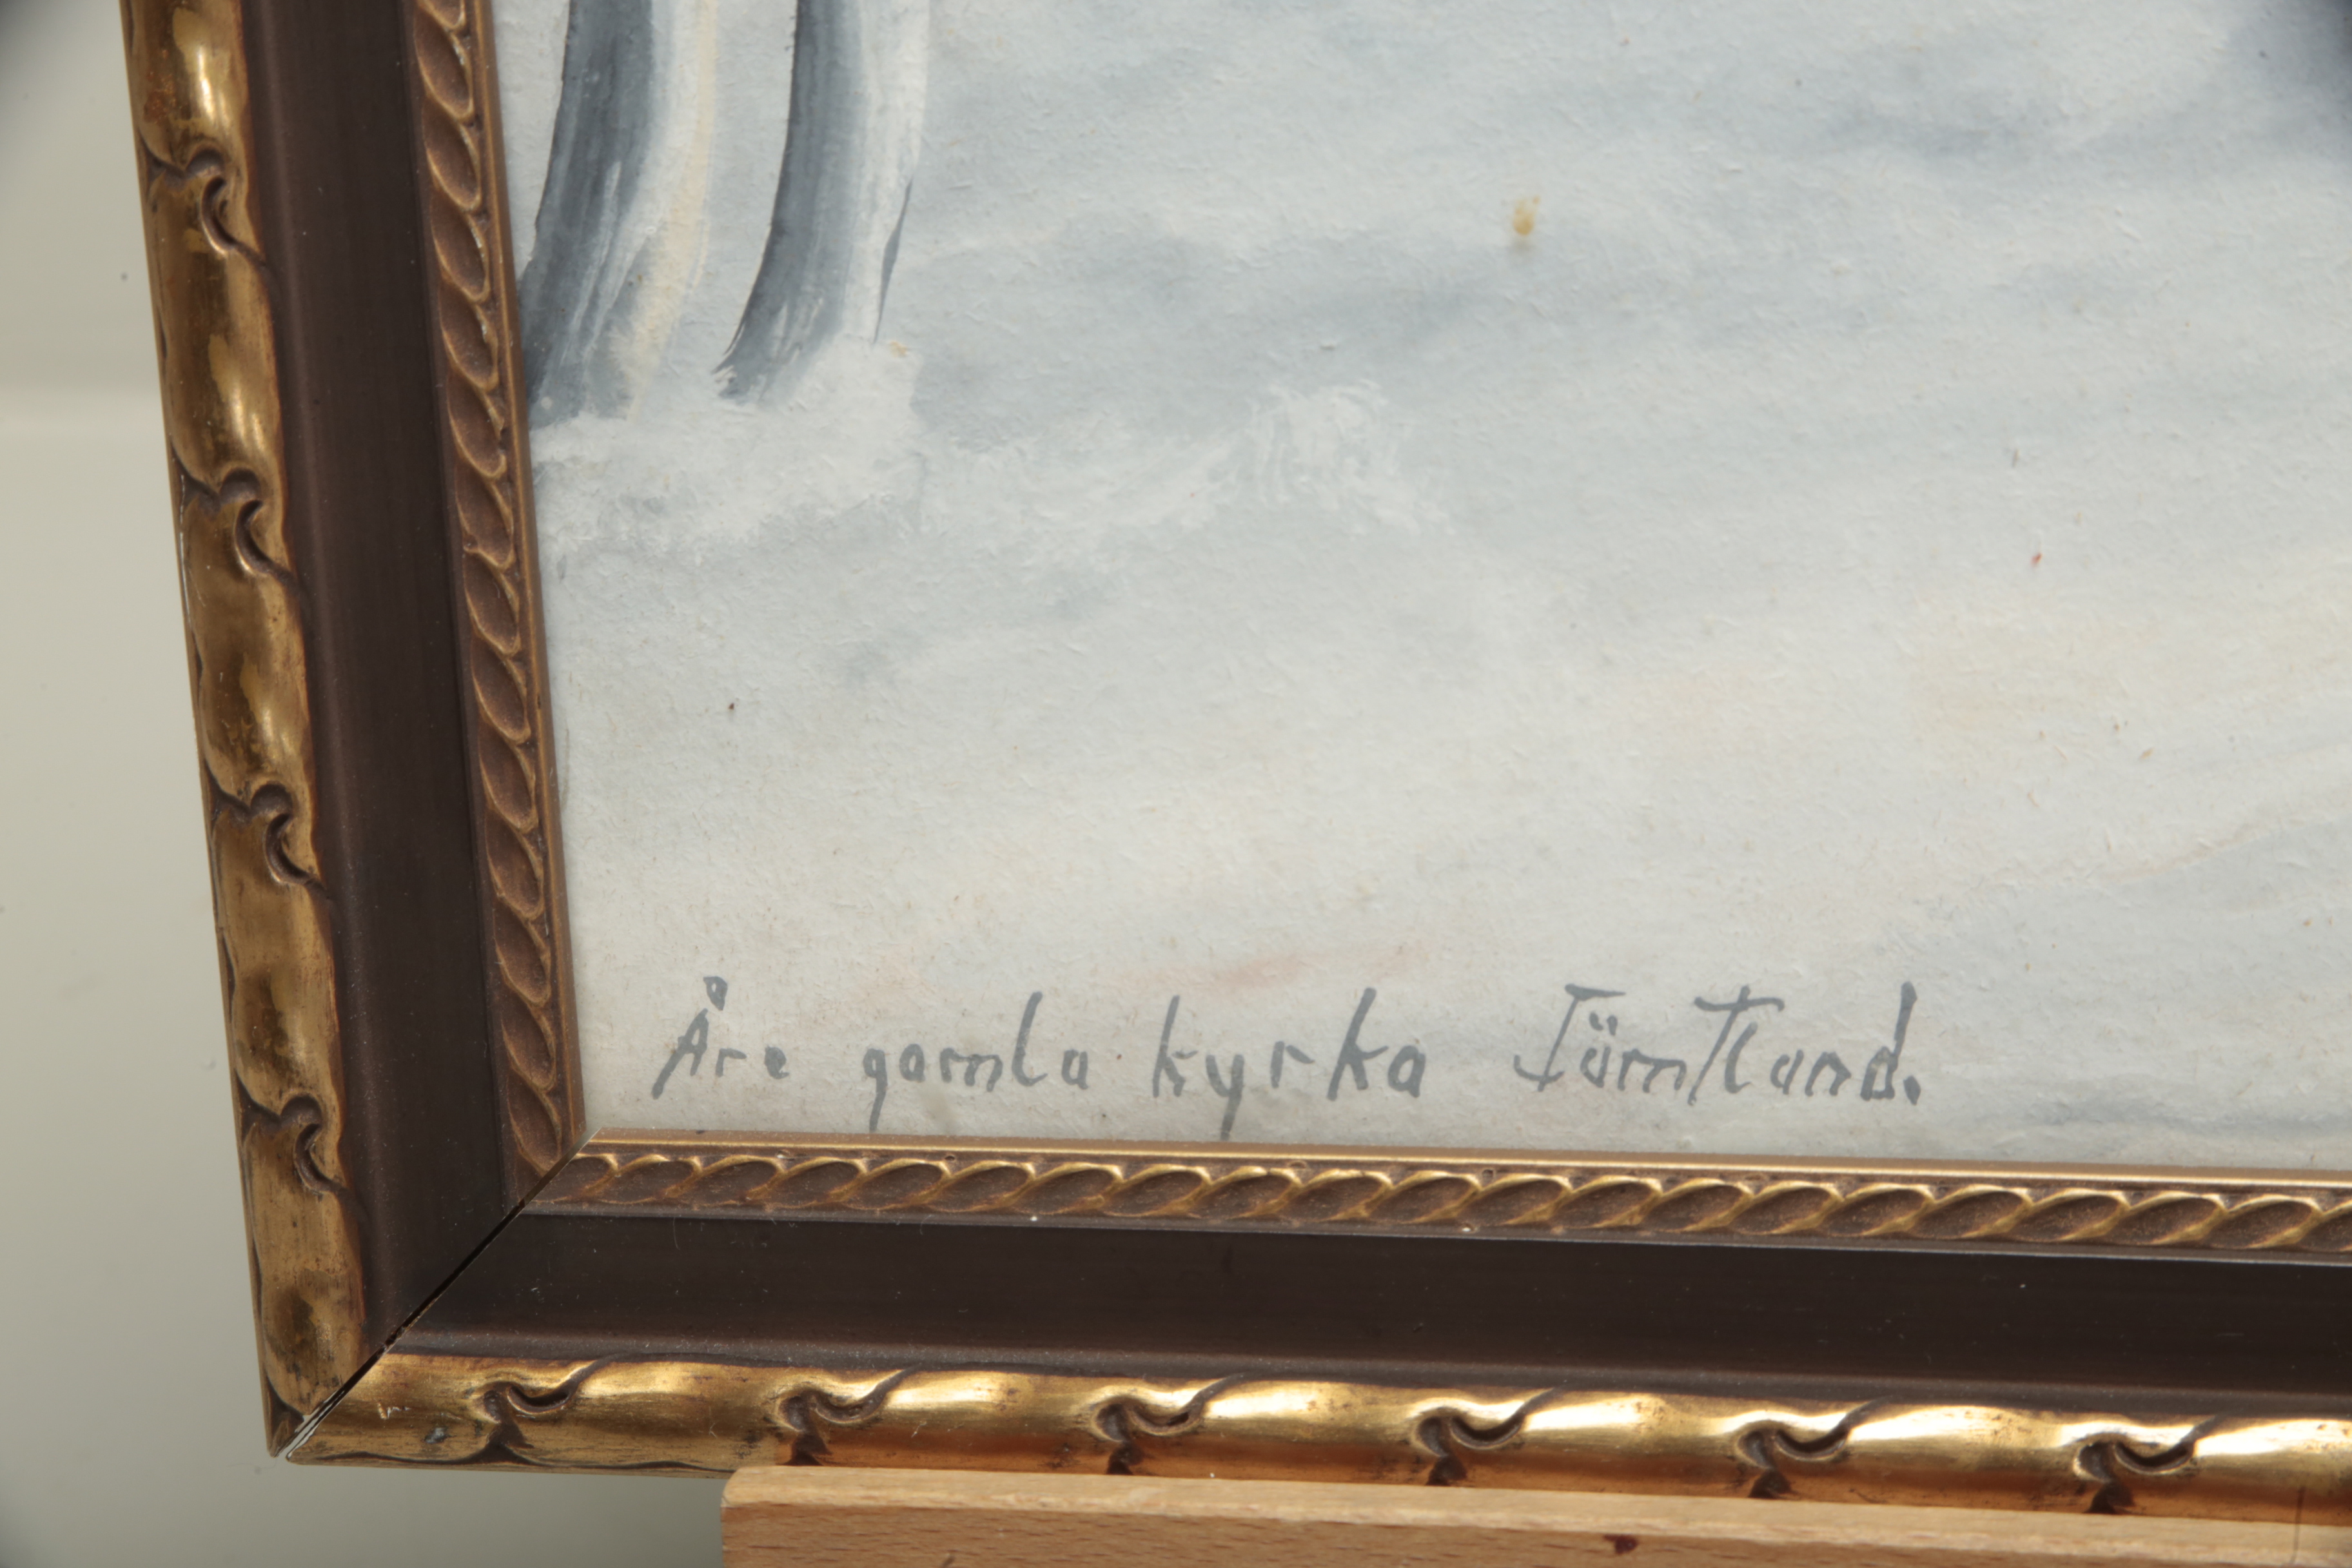 Åre gamla kyrka Jämtland.